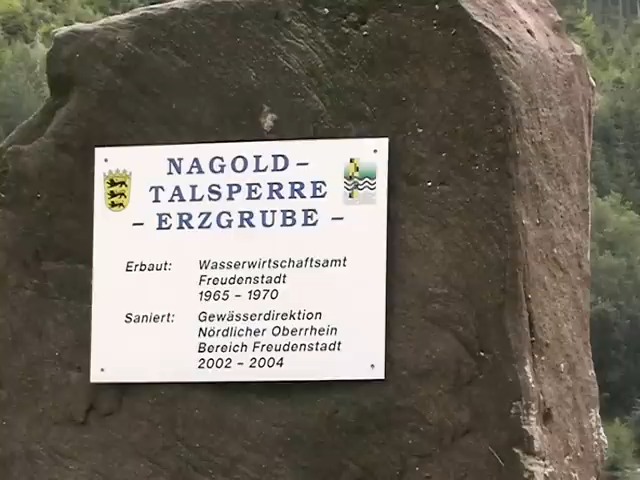 NAGOLD–
TALSPERRE
– ERZGRUBE –
Erbaut: Wasserwirtschaftsamt
Freudenstadt
1965 – 1970
Saniert: Gewässerdirektion
Nördlicher Oberrhein
Bereich Freudenstadt
2002 – 2004